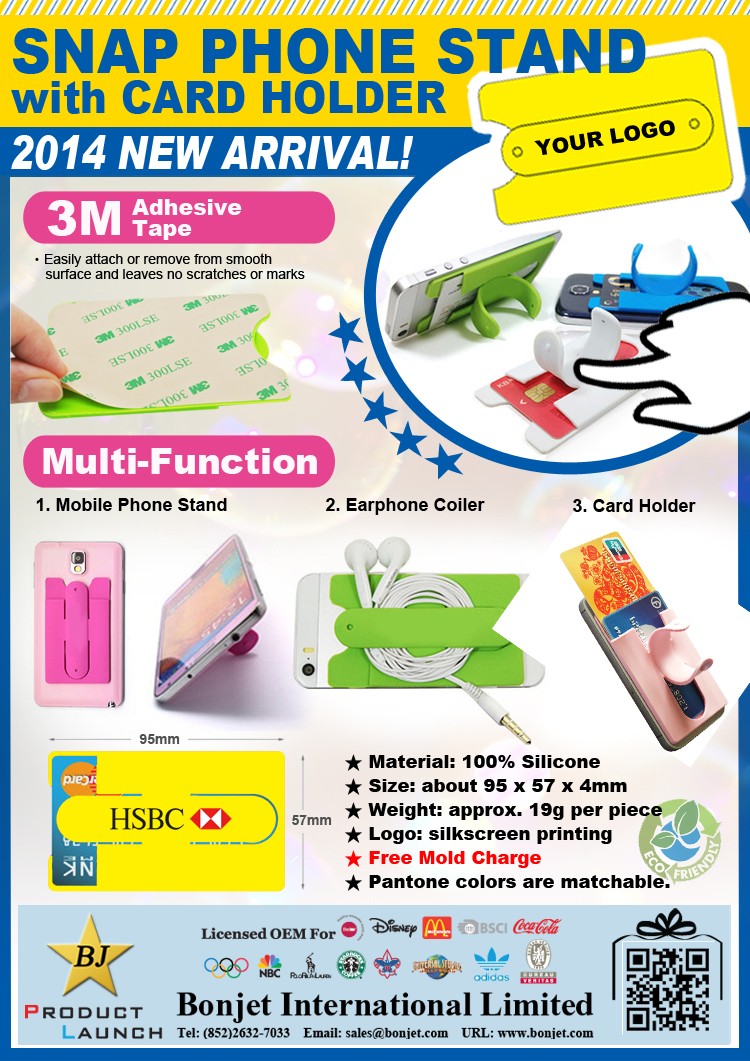 SNAP PHONE STAND
with CARD HOLDER
YOUR LOGO
2014 NEW ARRIVAL!
3M Adhesive
Tape
• Easily attach or remove from smooth
surface and leaves no scratches or marks
3M 300LSE
Multi-Function
1. Mobile Phone Stand
2. Earphone Coiler
3. Card Holder
95mm
HSBC
57mm
★ Material: 100% Silicone
★ Size: about 95 x 57 x 4mm
★ Weight: approx. 19g per piece
★ Logo: silkscreen printing
★ Free Mold Charge
★ Pantone colors are matchable.
ECO FRIENDLY
BJ
PRODUCT
LAUNCH
Licensed OEM For
Disney
BSCI
Coca-Cola
NBC
RALPH LAUREN
adidas
BUREAU
VERITAS
Bonjet International Limited
Tel: (852)2632-7033 Email: sales@bonjet.com URL: www.bonjet.com